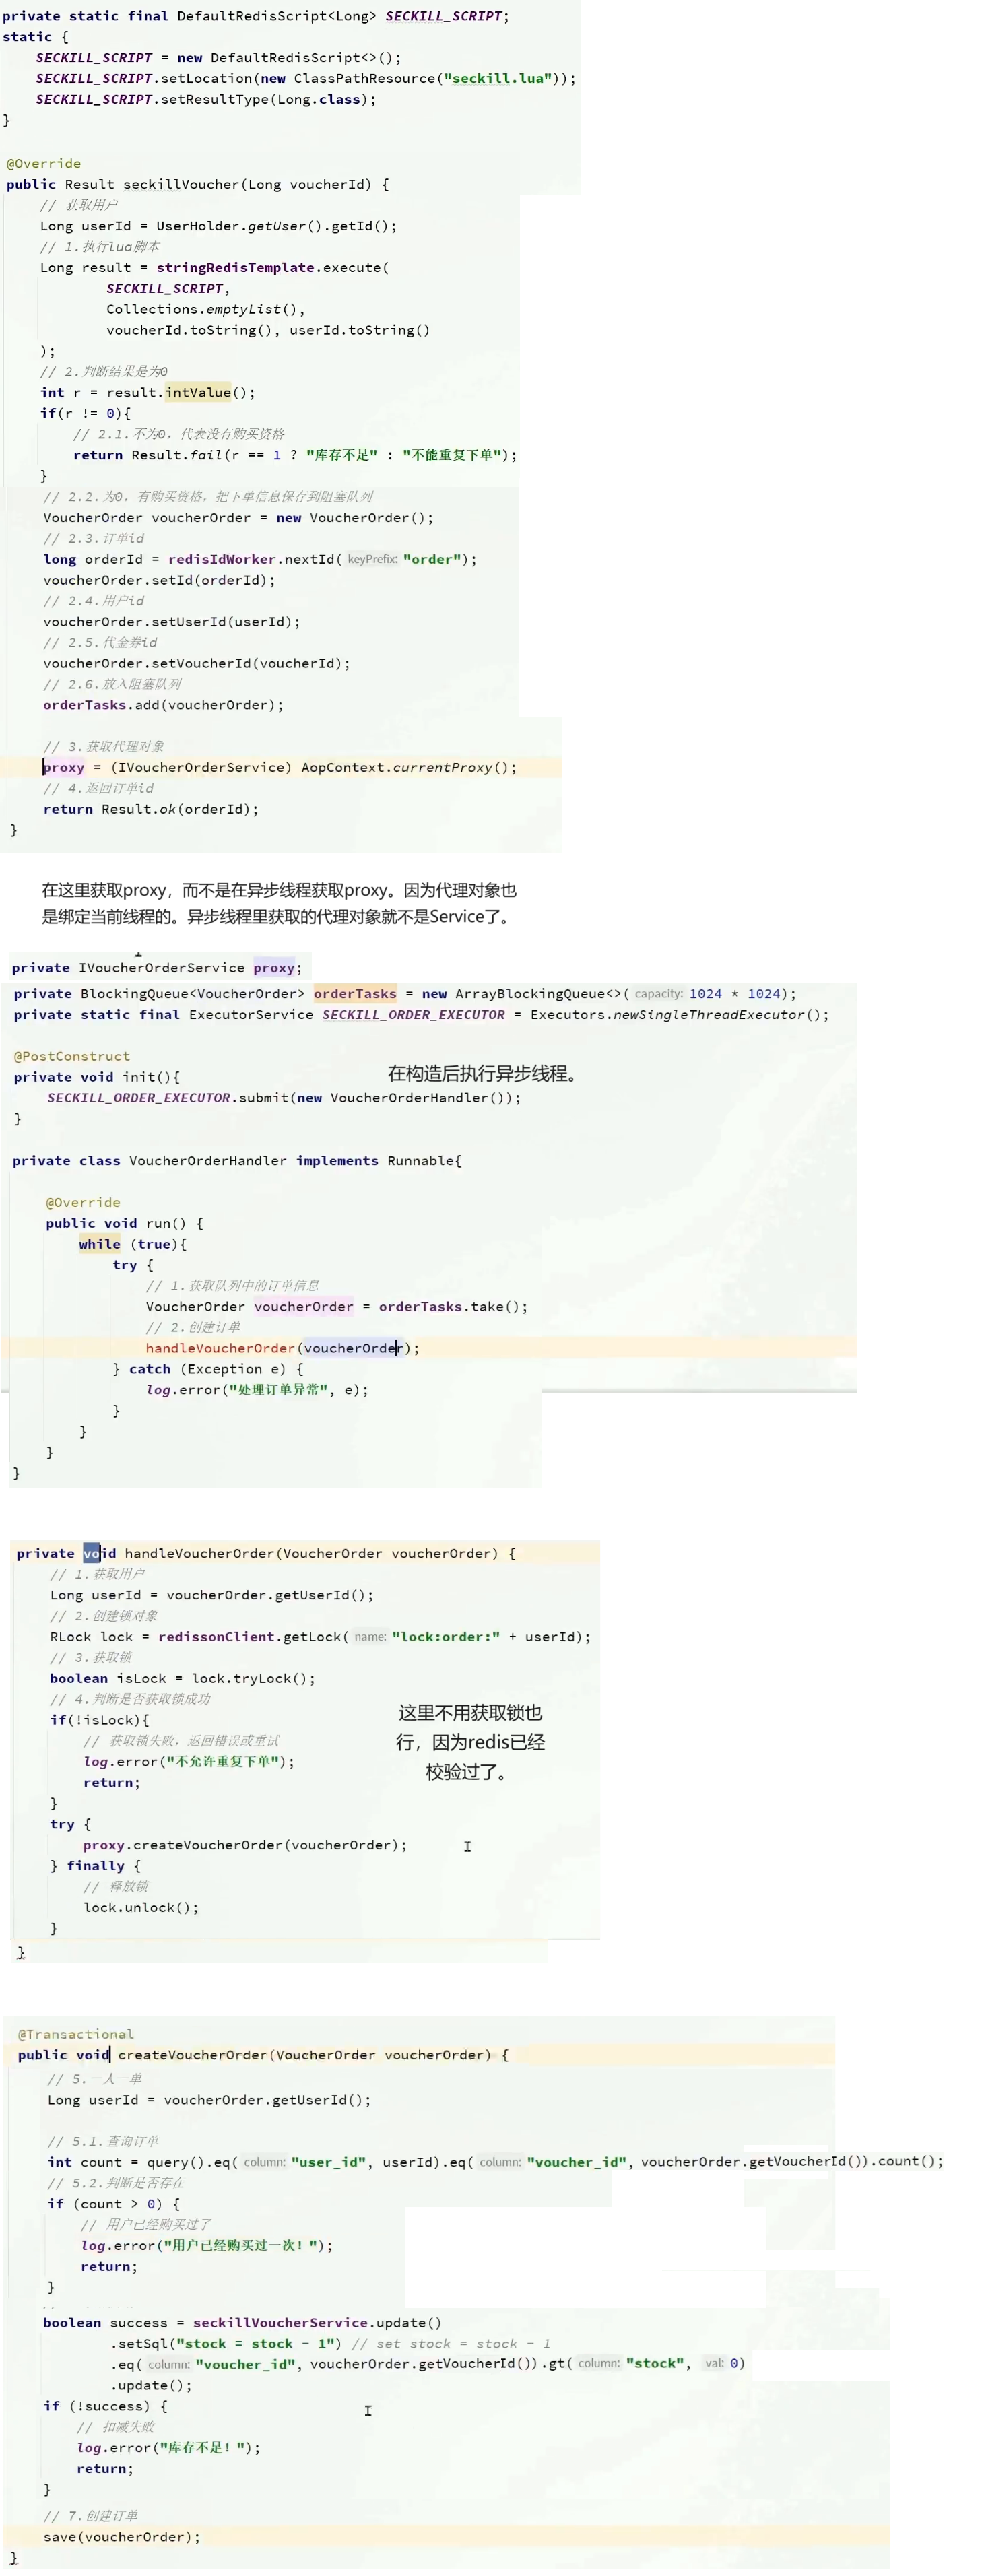 private static final DefaultRedisScript<Long> SECKILL_SCRIPT;
static {
    SECKILL_SCRIPT = new DefaultRedisScript<>();
    SECKILL_SCRIPT.setLocation(new ClassPathResource("seckill.lua"));
    SECKILL_SCRIPT.setResultType(Long.class);
}
@Override
public Result seckillVoucher(Long voucherId) {
    // 获取用户
    Long userId = UserHolder.getUser().getId();
    // 1.执行lua脚本
    Long result = stringRedisTemplate.execute(
            SECKILL_SCRIPT,
            Collections.emptyList(),
            voucherId.toString(), userId.toString()
    );
    // 2.判断结果是为0
    int r = result.intValue();
    if(r != 0){
        // 2.1.不为0，代表没有购买资格
        return Result.fail(r == 1 ? "库存不足" : "不能重复下单");
    }
    // 2.2.为0，有购买资格，把下单信息保存到阻塞队列
    VoucherOrder voucherOrder = new VoucherOrder();
    // 2.3.订单id
    long orderId = redisIdWorker.nextId( keyPrefix: "order");
    voucherOrder.setId(orderId);
    // 2.4.用户id
    voucherOrder.setUserId(userId);
    // 2.5.代金券id
    voucherOrder.setVoucherId(voucherId);
    // 2.6.放入阻塞队列
    orderTasks.add(voucherOrder);
    // 3.获取代理对象
    proxy = (IVoucherOrderService) AopContext.currentProxy();
    // 4.返回订单id
    return Result.ok(orderId);
}
在这里获取proxy，而不是在异步线程获取proxy。因为代理对象也
是绑定当前线程的。异步线程里获取的代理对象就不是Service了。
private IVoucherOrderService proxy;
private BlockingQueue<VoucherOrder> orderTasks = new ArrayBlockingQueue<>( capacity: 1024 * 1024);
private static final ExecutorService SECKILL_ORDER_EXECUTOR = Executors.newSingleThreadExecutor();
@PostConstruct
private void init(){
在构造后执行异步线程。
    SECKILL_ORDER_EXECUTOR.submit(new VoucherOrderHandler());
}
private class VoucherOrderHandler implements Runnable{
    @Override
    public void run() {
        while (true){
            try {
                // 1.获取队列中的订单信息
                VoucherOrder voucherOrder = orderTasks.take();
                // 2.创建订单
                handleVoucherOrder(voucherOrder);
            } catch (Exception e) {
                log.error("处理订单异常", e);
            }
        }
    }
}
private void handleVoucherOrder(VoucherOrder voucherOrder) {
    // 1.获取用户
    Long userId = voucherOrder.getUserId();
    // 2.创建锁对象
    RLock lock = redissonClient.getLock( name: "lock:order:" + userId);
    // 3.获取锁
    boolean isLock = lock.tryLock();
    // 4.判断是否获取锁成功
    if(!isLock){
        // 获取锁失败，返回错误或重试
        log.error("不允许重复下单");
        return;
    }
这里不用获取锁也
行，因为redis已经
校验过了。
    try {
        proxy.createVoucherOrder(voucherOrder);
    } finally {
        // 释放锁
        lock.unlock();
    }
}
@Transactional
public void createVoucherOrder(VoucherOrder voucherOrder) {
    // 5.一人一单
    Long userId = voucherOrder.getUserId();
    // 5.1.查询订单
    int count = query().eq( column: "user_id", userId).eq( column: "voucher_id", voucherOrder.getVoucherId()).count();
    // 5.2.判断是否存在
    if (count > 0) {
        // 用户已经购买过了
        log.error("用户已经购买过一次！");
        return;
    }
    boolean success = seckillVoucherService.update()
            .setSql("stock = stock - 1") // set stock = stock - 1
            .eq( column: "voucher_id", voucherOrder.getVoucherId()).gt( column: "stock", val: 0)
            .update();
    if (!success) {
        // 扣减失败
        log.error("库存不足！");
        return;
    }
    // 7.创建订单
    save(voucherOrder);
}